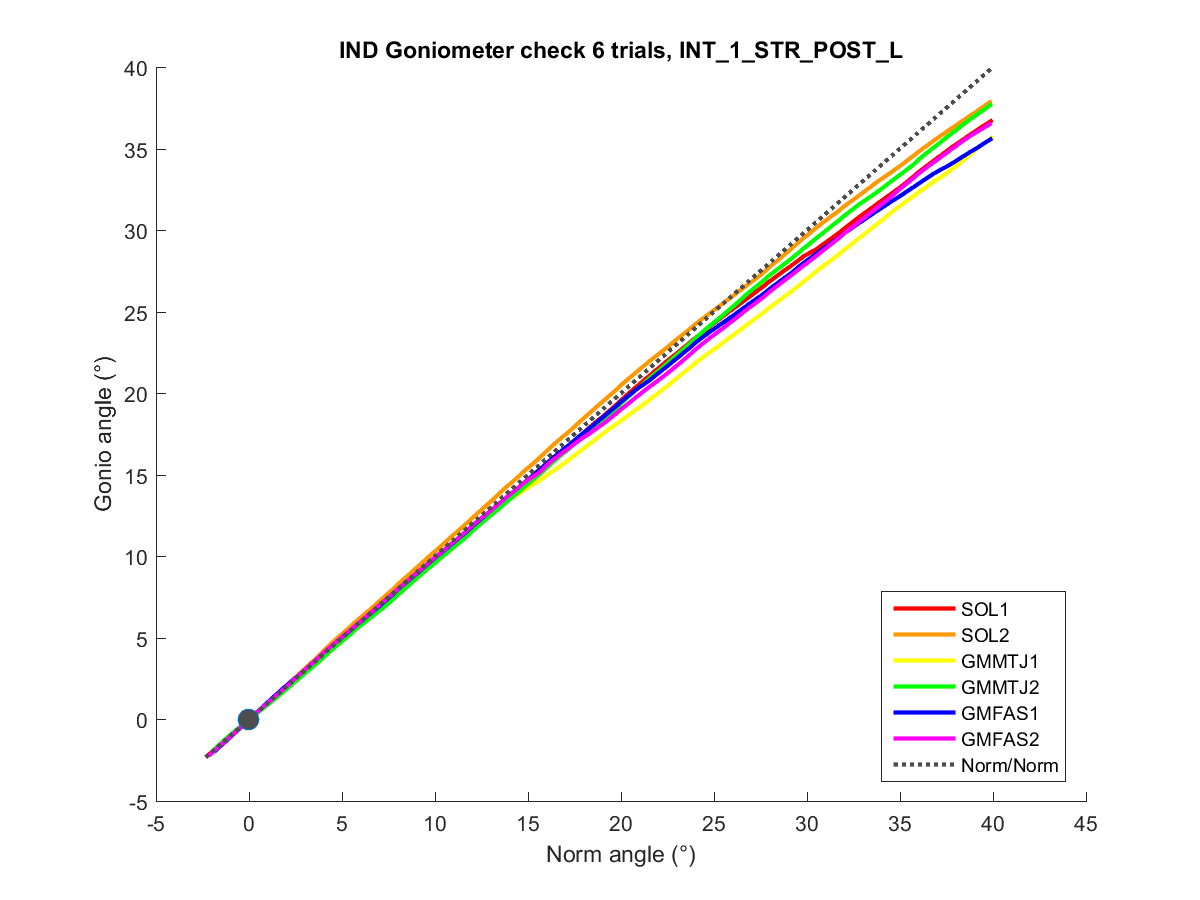 IND Goniometer check 6 trials, INT_1_STR_POST_L
40
35
30
25
20
15
10
5
0
-5
Gonio angle (°)
-5 0 5 10 15 20 25 30 35 40 45
Norm angle (°)
SOL1
SOL2
GMMTJ1
GMMTJ2
GMFAS1
GMFAS2
Norm/Norm